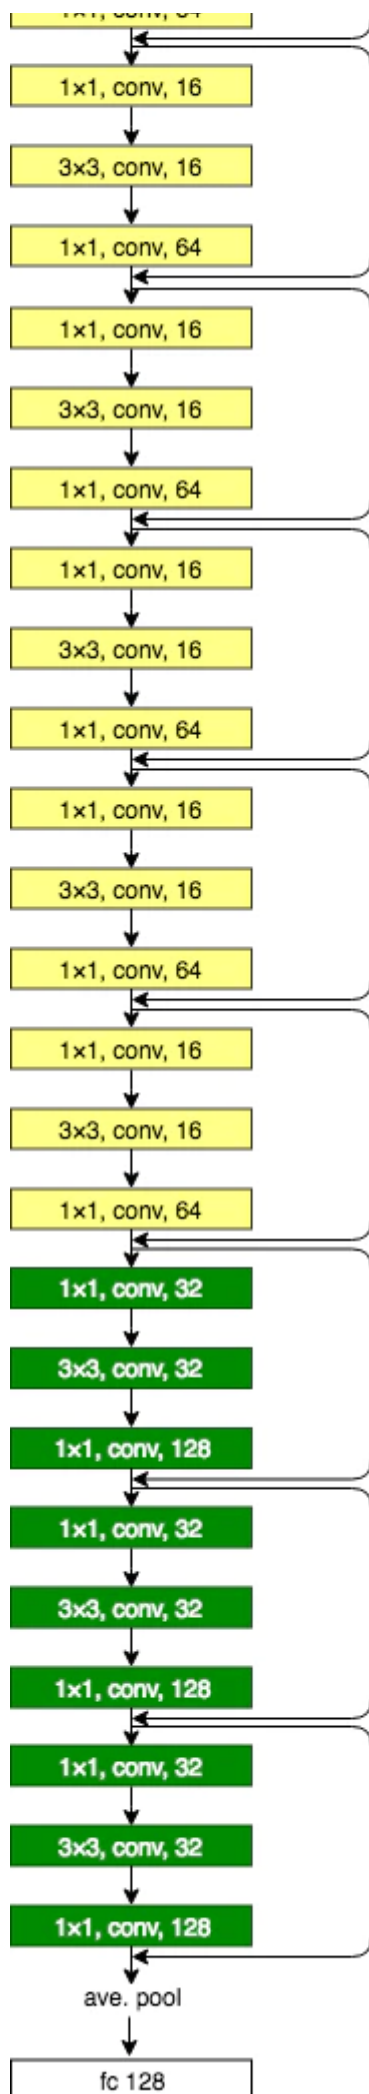 1×1, conv, 16
3×3, conv, 16
1×1, conv, 64
1×1, conv, 16
3×3, conv, 16
1×1, conv, 64
1×1, conv, 16
3×3, conv, 16
1×1, conv, 64
1×1, conv, 16
3×3, conv, 16
1×1, conv, 64
1×1, conv, 16
3×3, conv, 16
1×1, conv, 64
1×1, conv, 32
3×3, conv, 32
1×1, conv, 128
1×1, conv, 32
3×3, conv, 32
1×1, conv, 128
1×1, conv, 32
3×3, conv, 32
1×1, conv, 128
ave. pool
fc 128